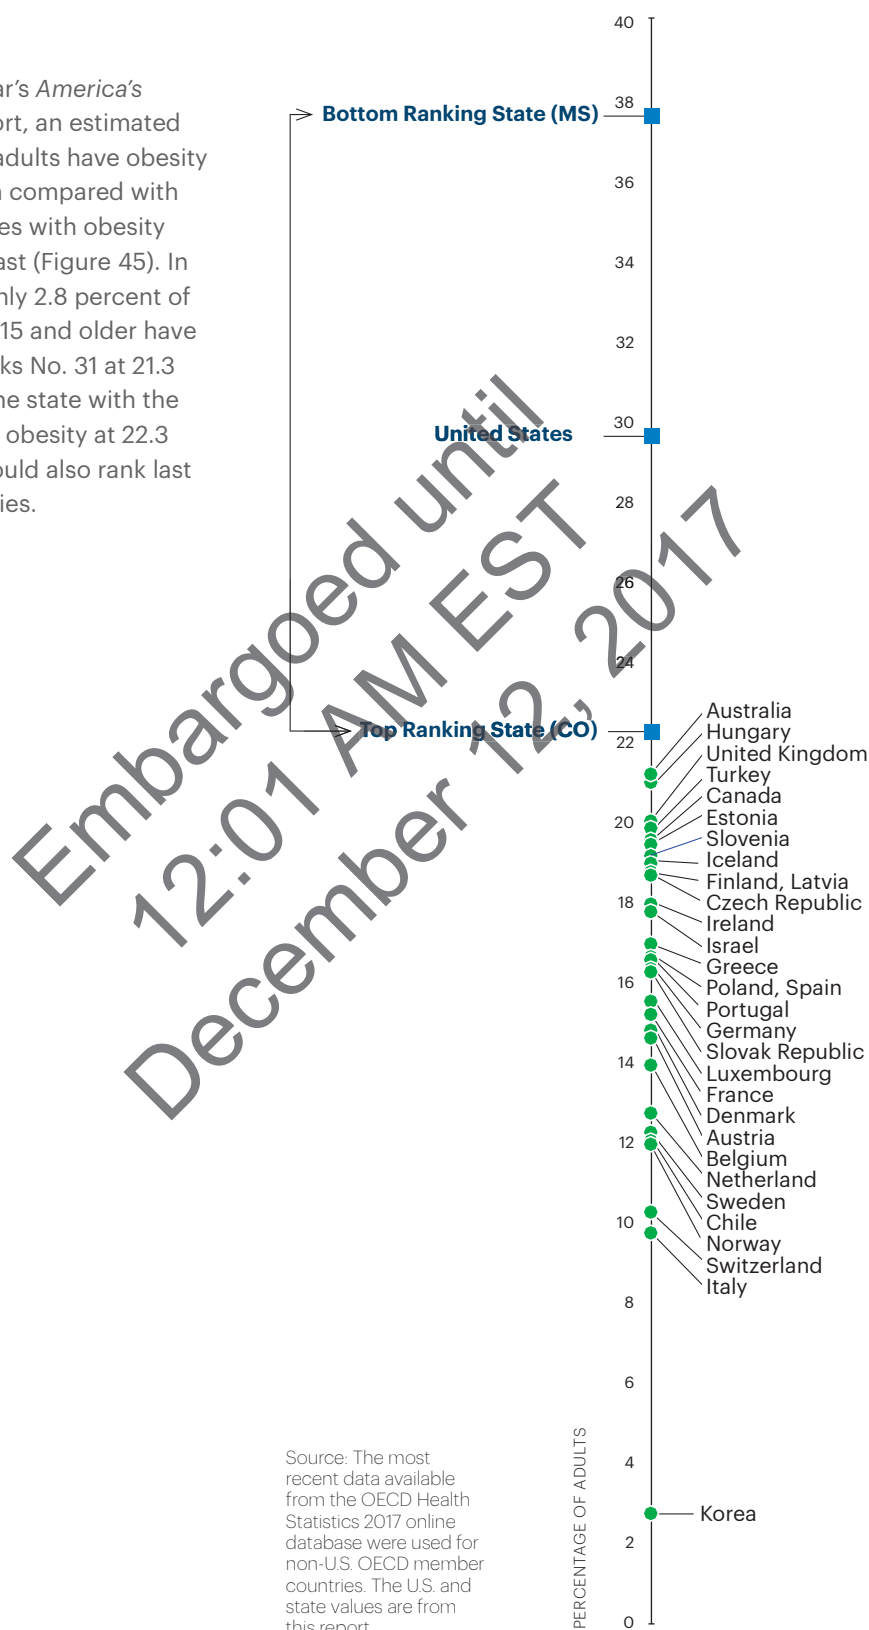 ar’s America’s
ort, an estimated
adults have obesity
compared with
es with obesity
ast (Figure 45). In
nly 2.8 percent of
15 and older have
ks No. 31 at 21.3
he state with the
obesity at 22.3
ould also rank last
ies.
40
Bottom Ranking State (MS)
38
36
34
32
30
United States
28
26
24
Top Ranking State (CO)
22
20
18
16
14
12
10
8
6
4
2
0
PERCENTAGE OF ADULTS
Australia
Hungary
United Kingdom
Turkey
Canada
Estonia
Slovenia
Iceland
Finland, Latvia
Czech Republic
Ireland
Israel
Greece
Poland, Spain
Portugal
Germany
Slovak Republic
Luxembourg
France
Denmark
Austria
Belgium
Netherland
Sweden
Chile
Norway
Switzerland
Italy
Korea
Source: The most
recent data available
from the OECD Health
Statistics 2017 online
database were used for
non-U.S. OECD member
countries. The U.S. and
state values are from
this report
Embargoed until
12:01 AM EST
December 12, 2017